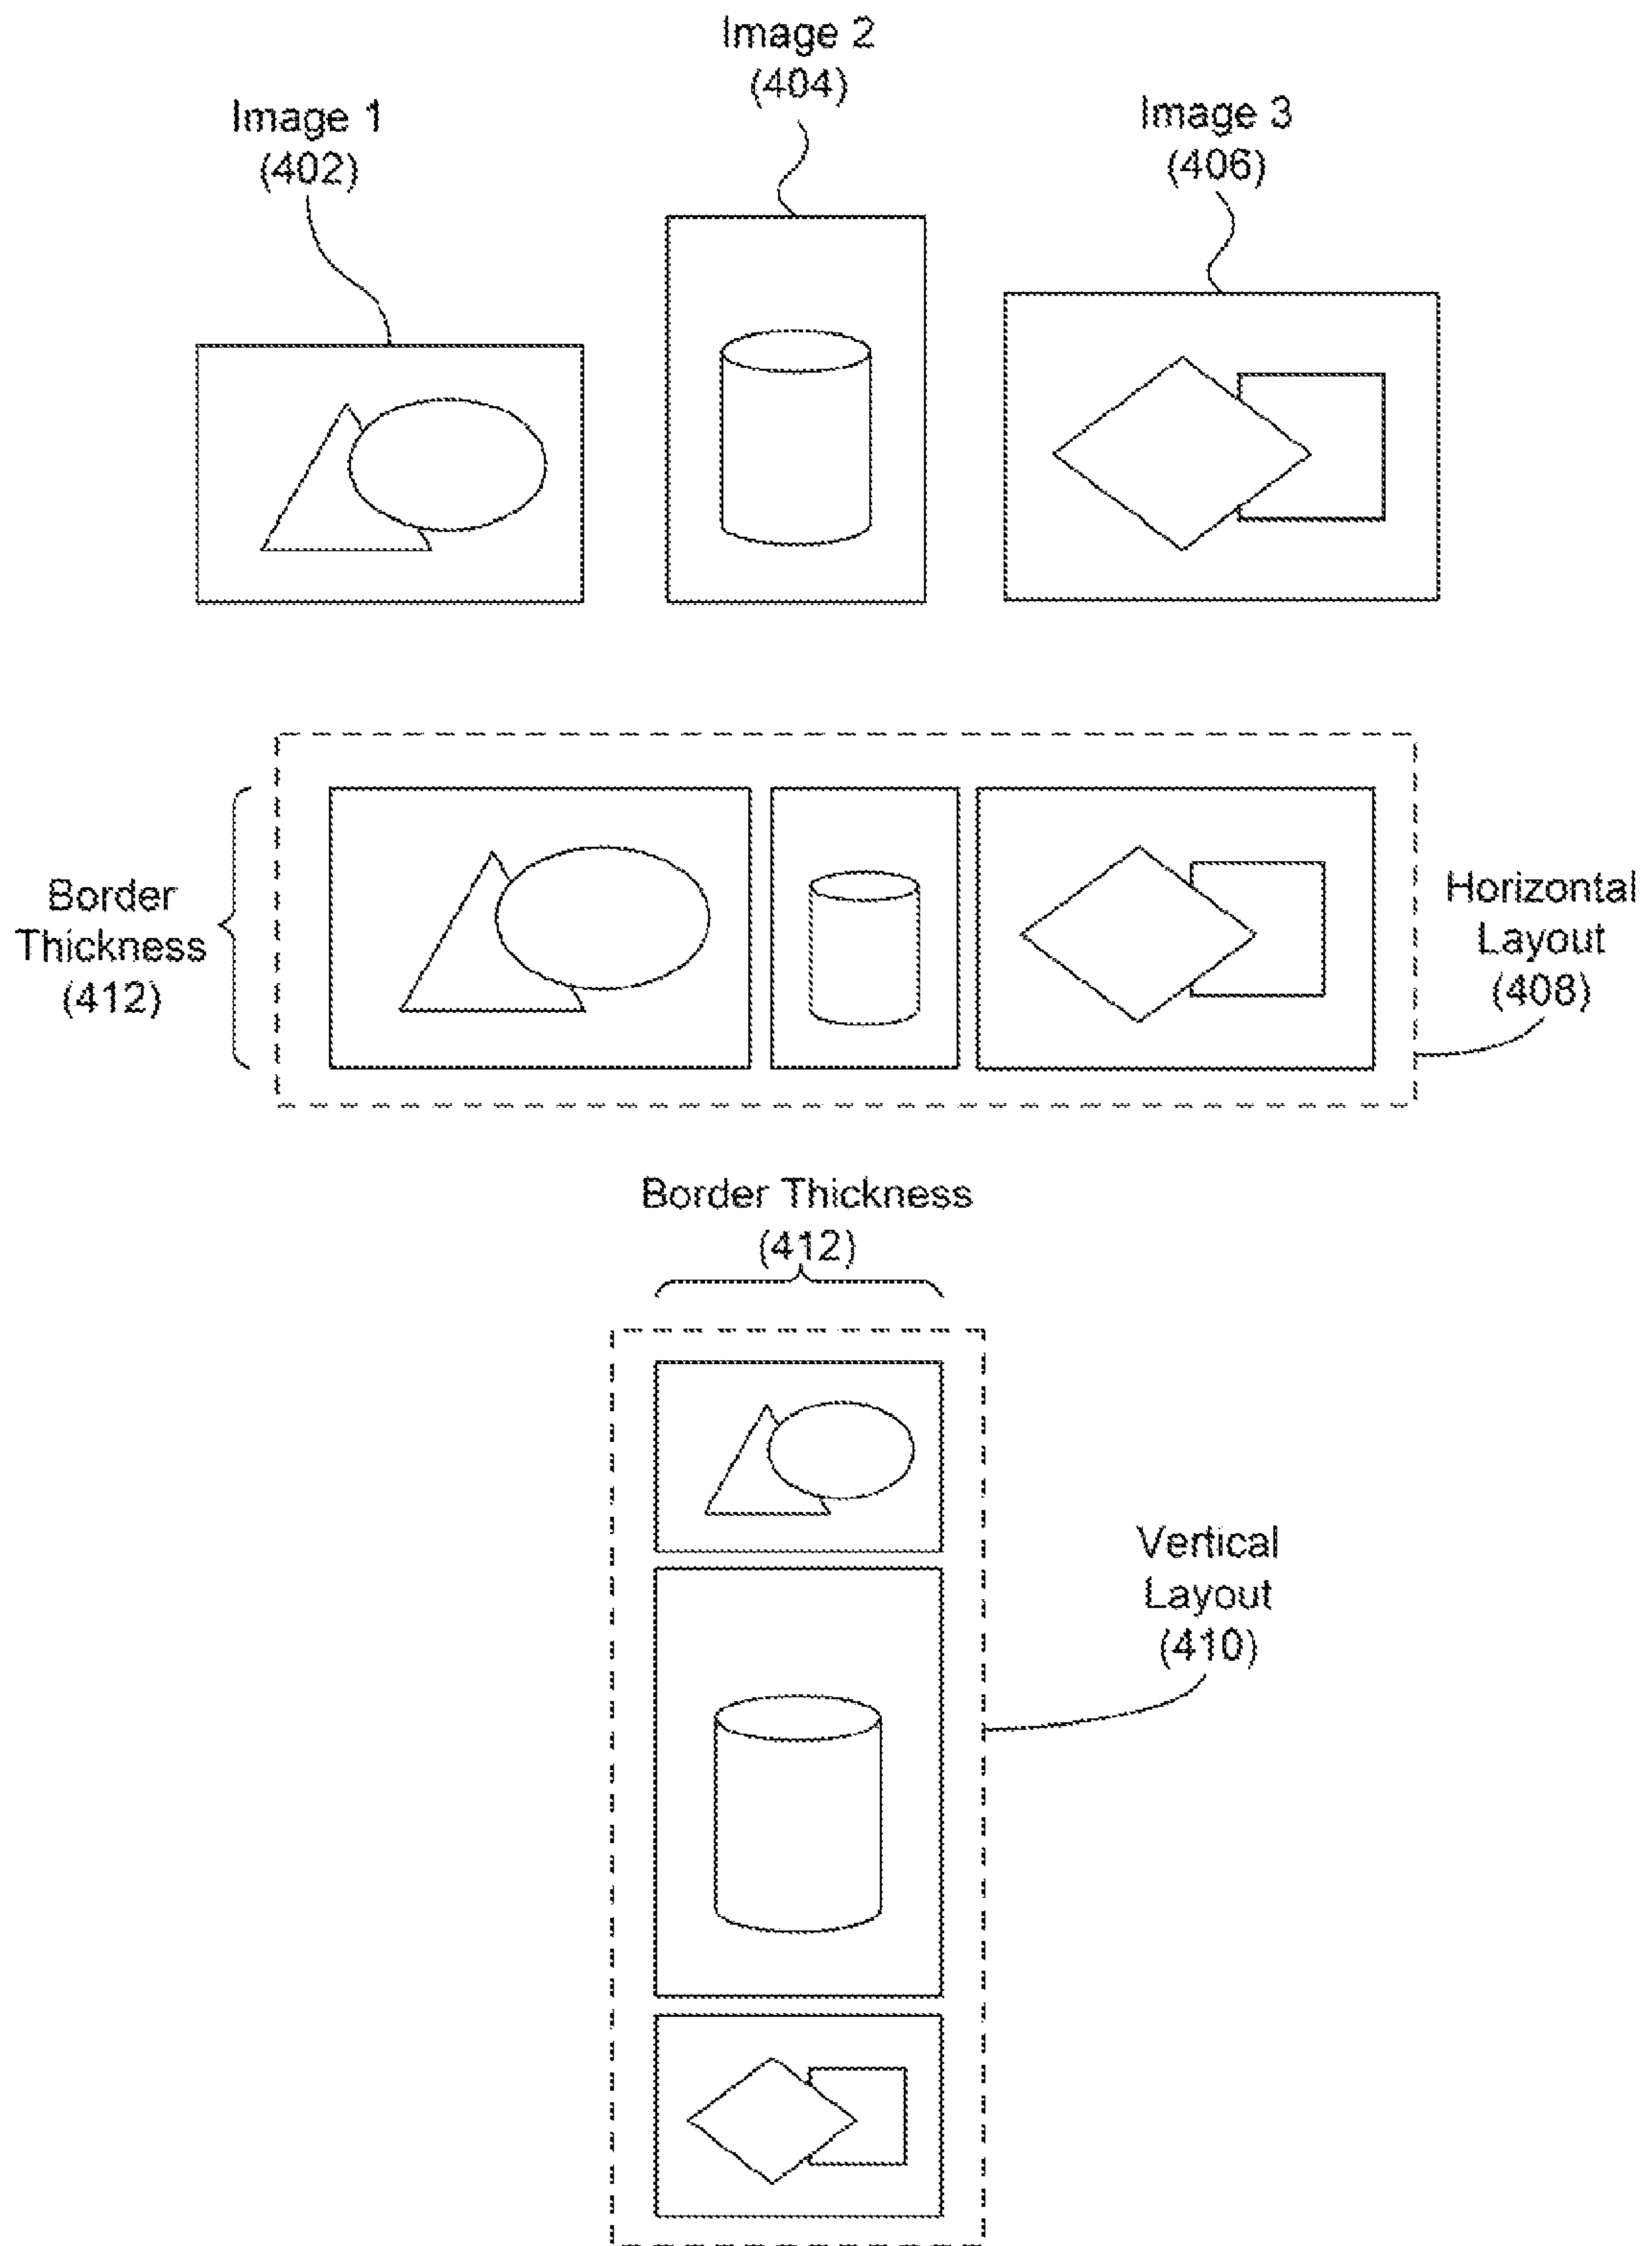 Image 1
(402)
Image 2
(404)
Image 3
(406)
Border
Thickness
(412)
Horizontal
Layout
(408)
Border Thickness
(412)
Vertical
Layout
(410)